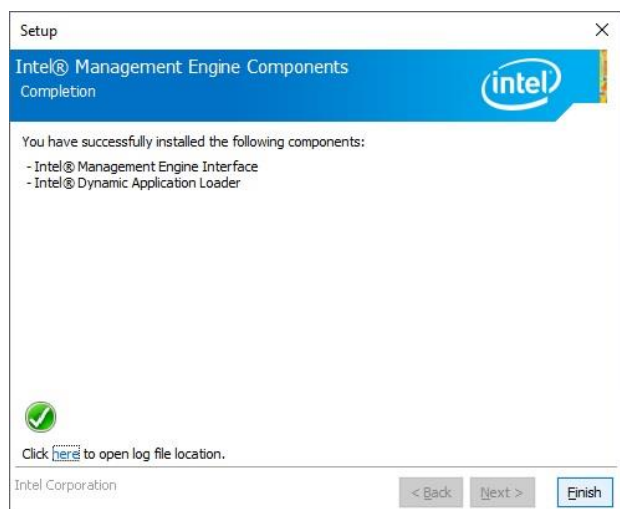 Setup
Intel® Management Engine Components
Completion
intel
You have successfully installed the following components:
- Intel® Management Engine Interface
- Intel® Dynamic Application Loader
Click here to open log file location.
Intel Corporation
< Back Next > Finish